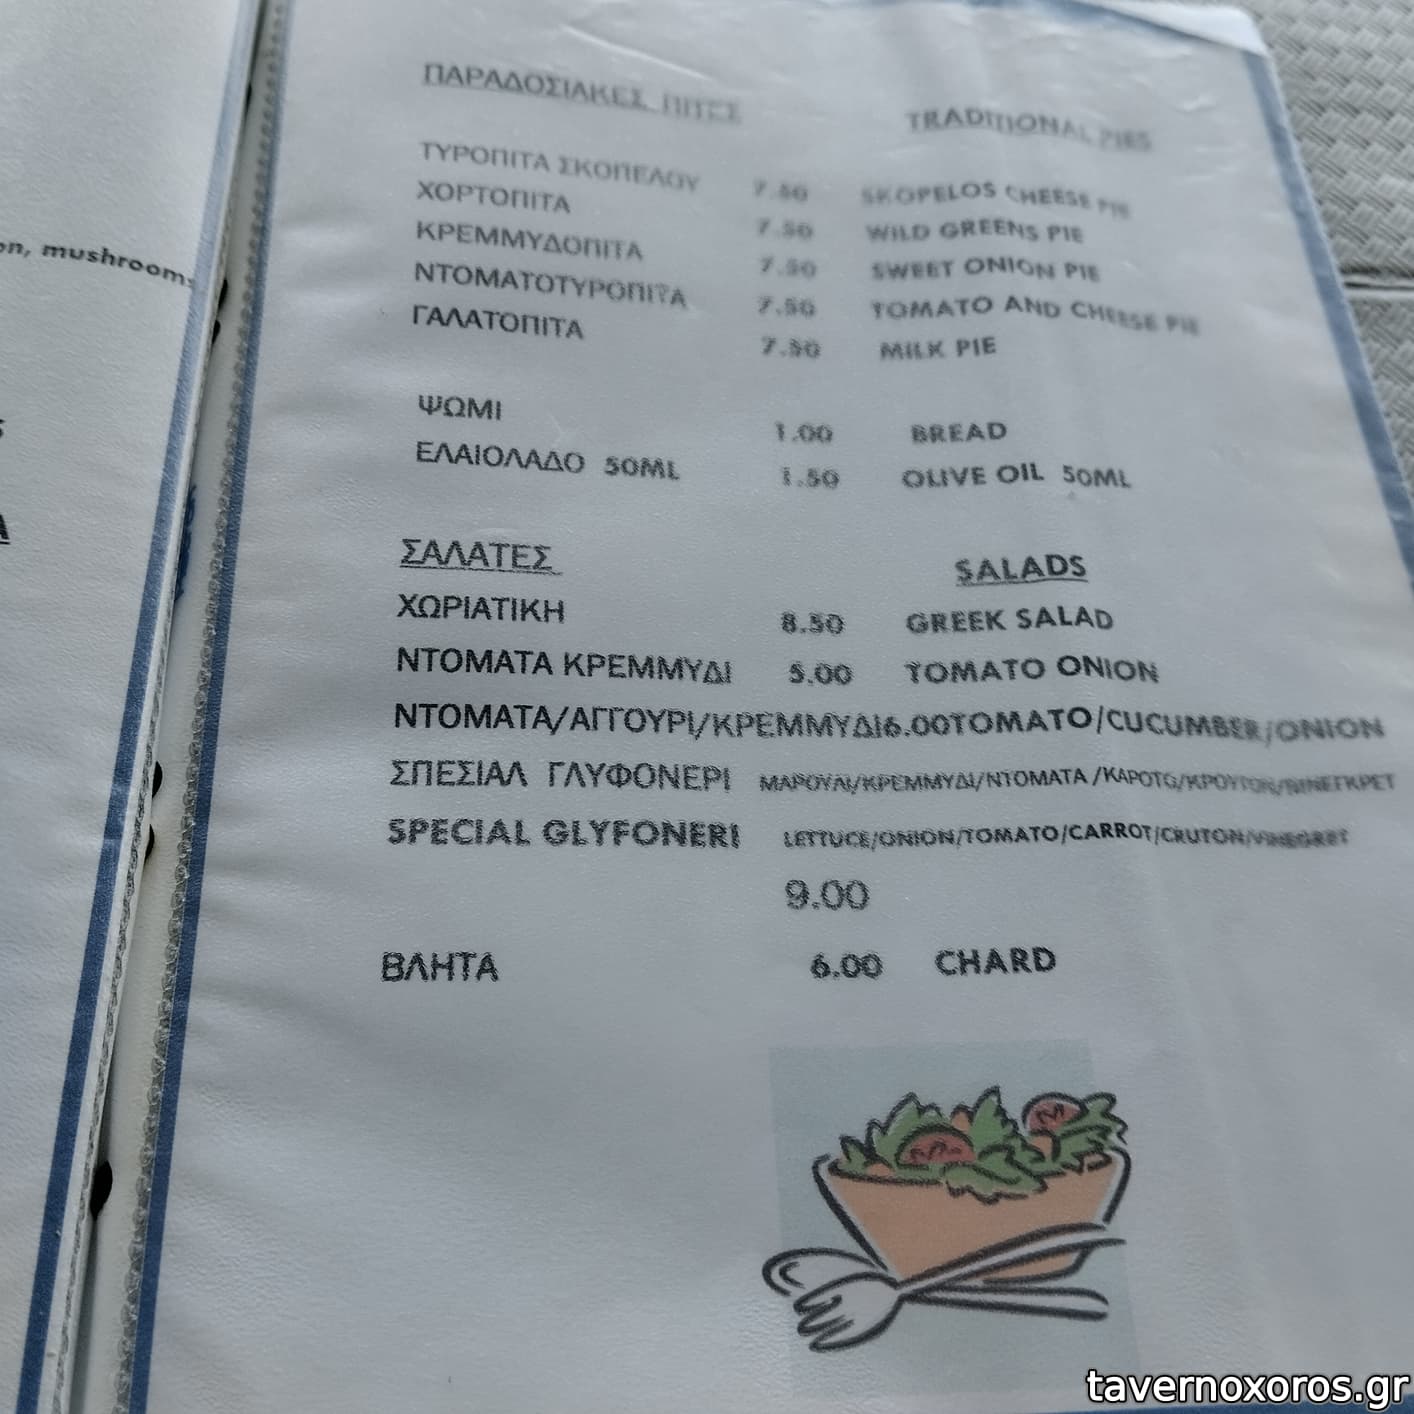 on, mushrooms
ΠΑΡΑΔΟΣΙΑΚΕΣ ΠΙΤΕΣ TRADITIONAL PIES
ΤΥΡΟΠΙΤΑ ΣΚΟΠΕΛΟΥ 7.50 SKOPELOS CHEESE PIE
ΧΟΡΤΟΠΙΤΑ 7.50 WILD GREENS PIE
ΚΡΕΜΜΥΔΟΠΙΤΑ 7.50 SWEET ONION PIE
ΝΤΟΜΑΤΟΤΥΡΟΠΙΤΑ 7.50 TOMATO AND CHEESE PIE
ΓΑΛΑΤΟΠΙΤΑ 7.50 MILK PIE
ΨΩΜΙ 1.00 BREAD
ΕΛΑΙΟΛΑΔΟ 50ML 1.50 OLIVE OIL 50ML
ΣΑΛΑΤΕΣ SALADS
ΧΩΡΙΑΤΙΚΗ 8.50 GREEK SALAD
ΝΤΟΜΑΤΑ ΚΡΕΜΜΥΔΙ 5.00 TOMATO ONION
ΝΤΟΜΑΤΑ/ΑΓΓΟΥΡΙ/ΚΡΕΜΜΥΔΙ6.00TOMATO/CUCUMBER/ONION
ΣΠΕΣΙΑΛ ΓΛΥΦΟΝΕΡΙ ΜΑΡΟΥΛΙ/ΚΡΕΜΜΥΔΙ/ΝΤΟΜΑΤΑ /ΚΑΡΟΤΟ/ΚΡΟΥΤΟΝ/ΒΙΝΕΓΚΡΕΤ
SPECIAL GLYFONERI LETTUCE/ONION/TOMATO/CARROT/CRUTON/VINEGRET
9.00
ΒΛΗΤΑ 6.00 CHARD
tavernoxoros.gr